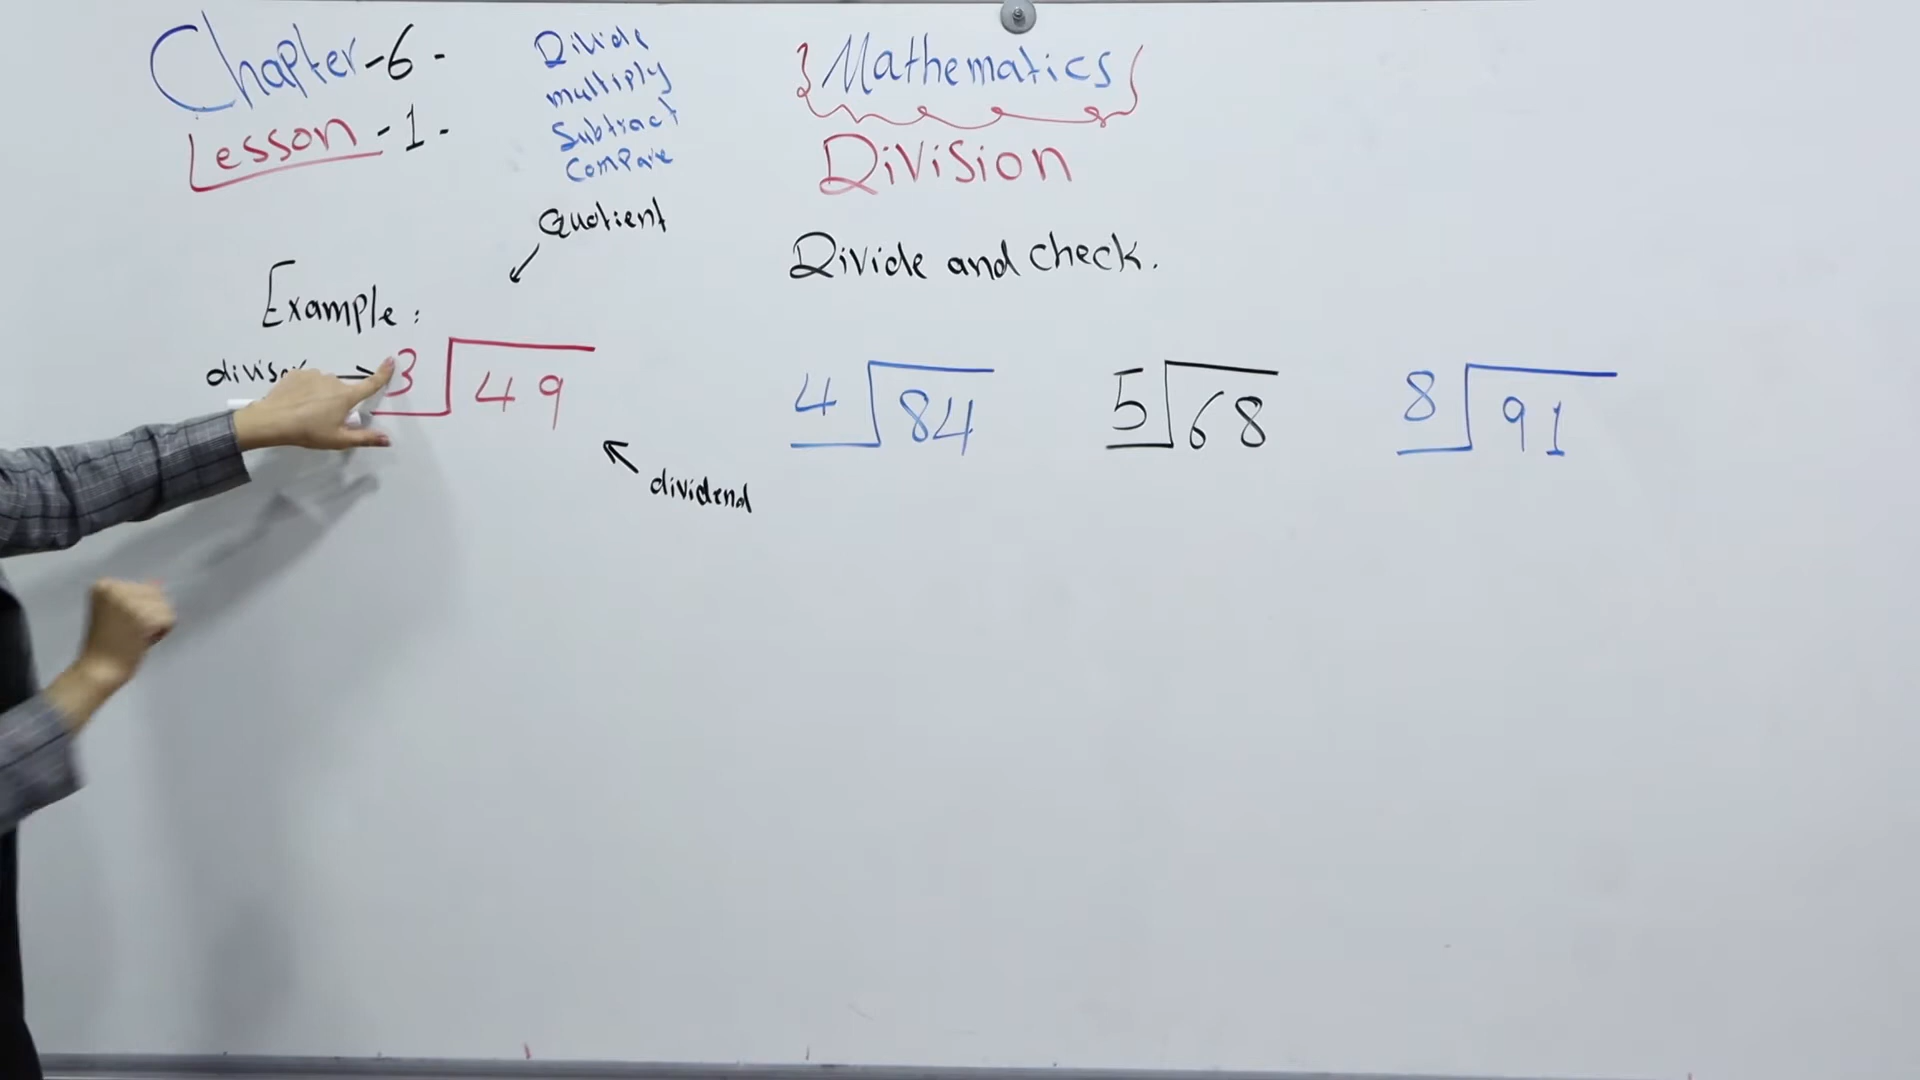 Chapter-6-
Lesson-1-
Divide
multiply
Subtract
Compare
Quotient
Example:
3 49
dividend
Mathematics
Division
Divide and check.
4 84
5 68
8 91